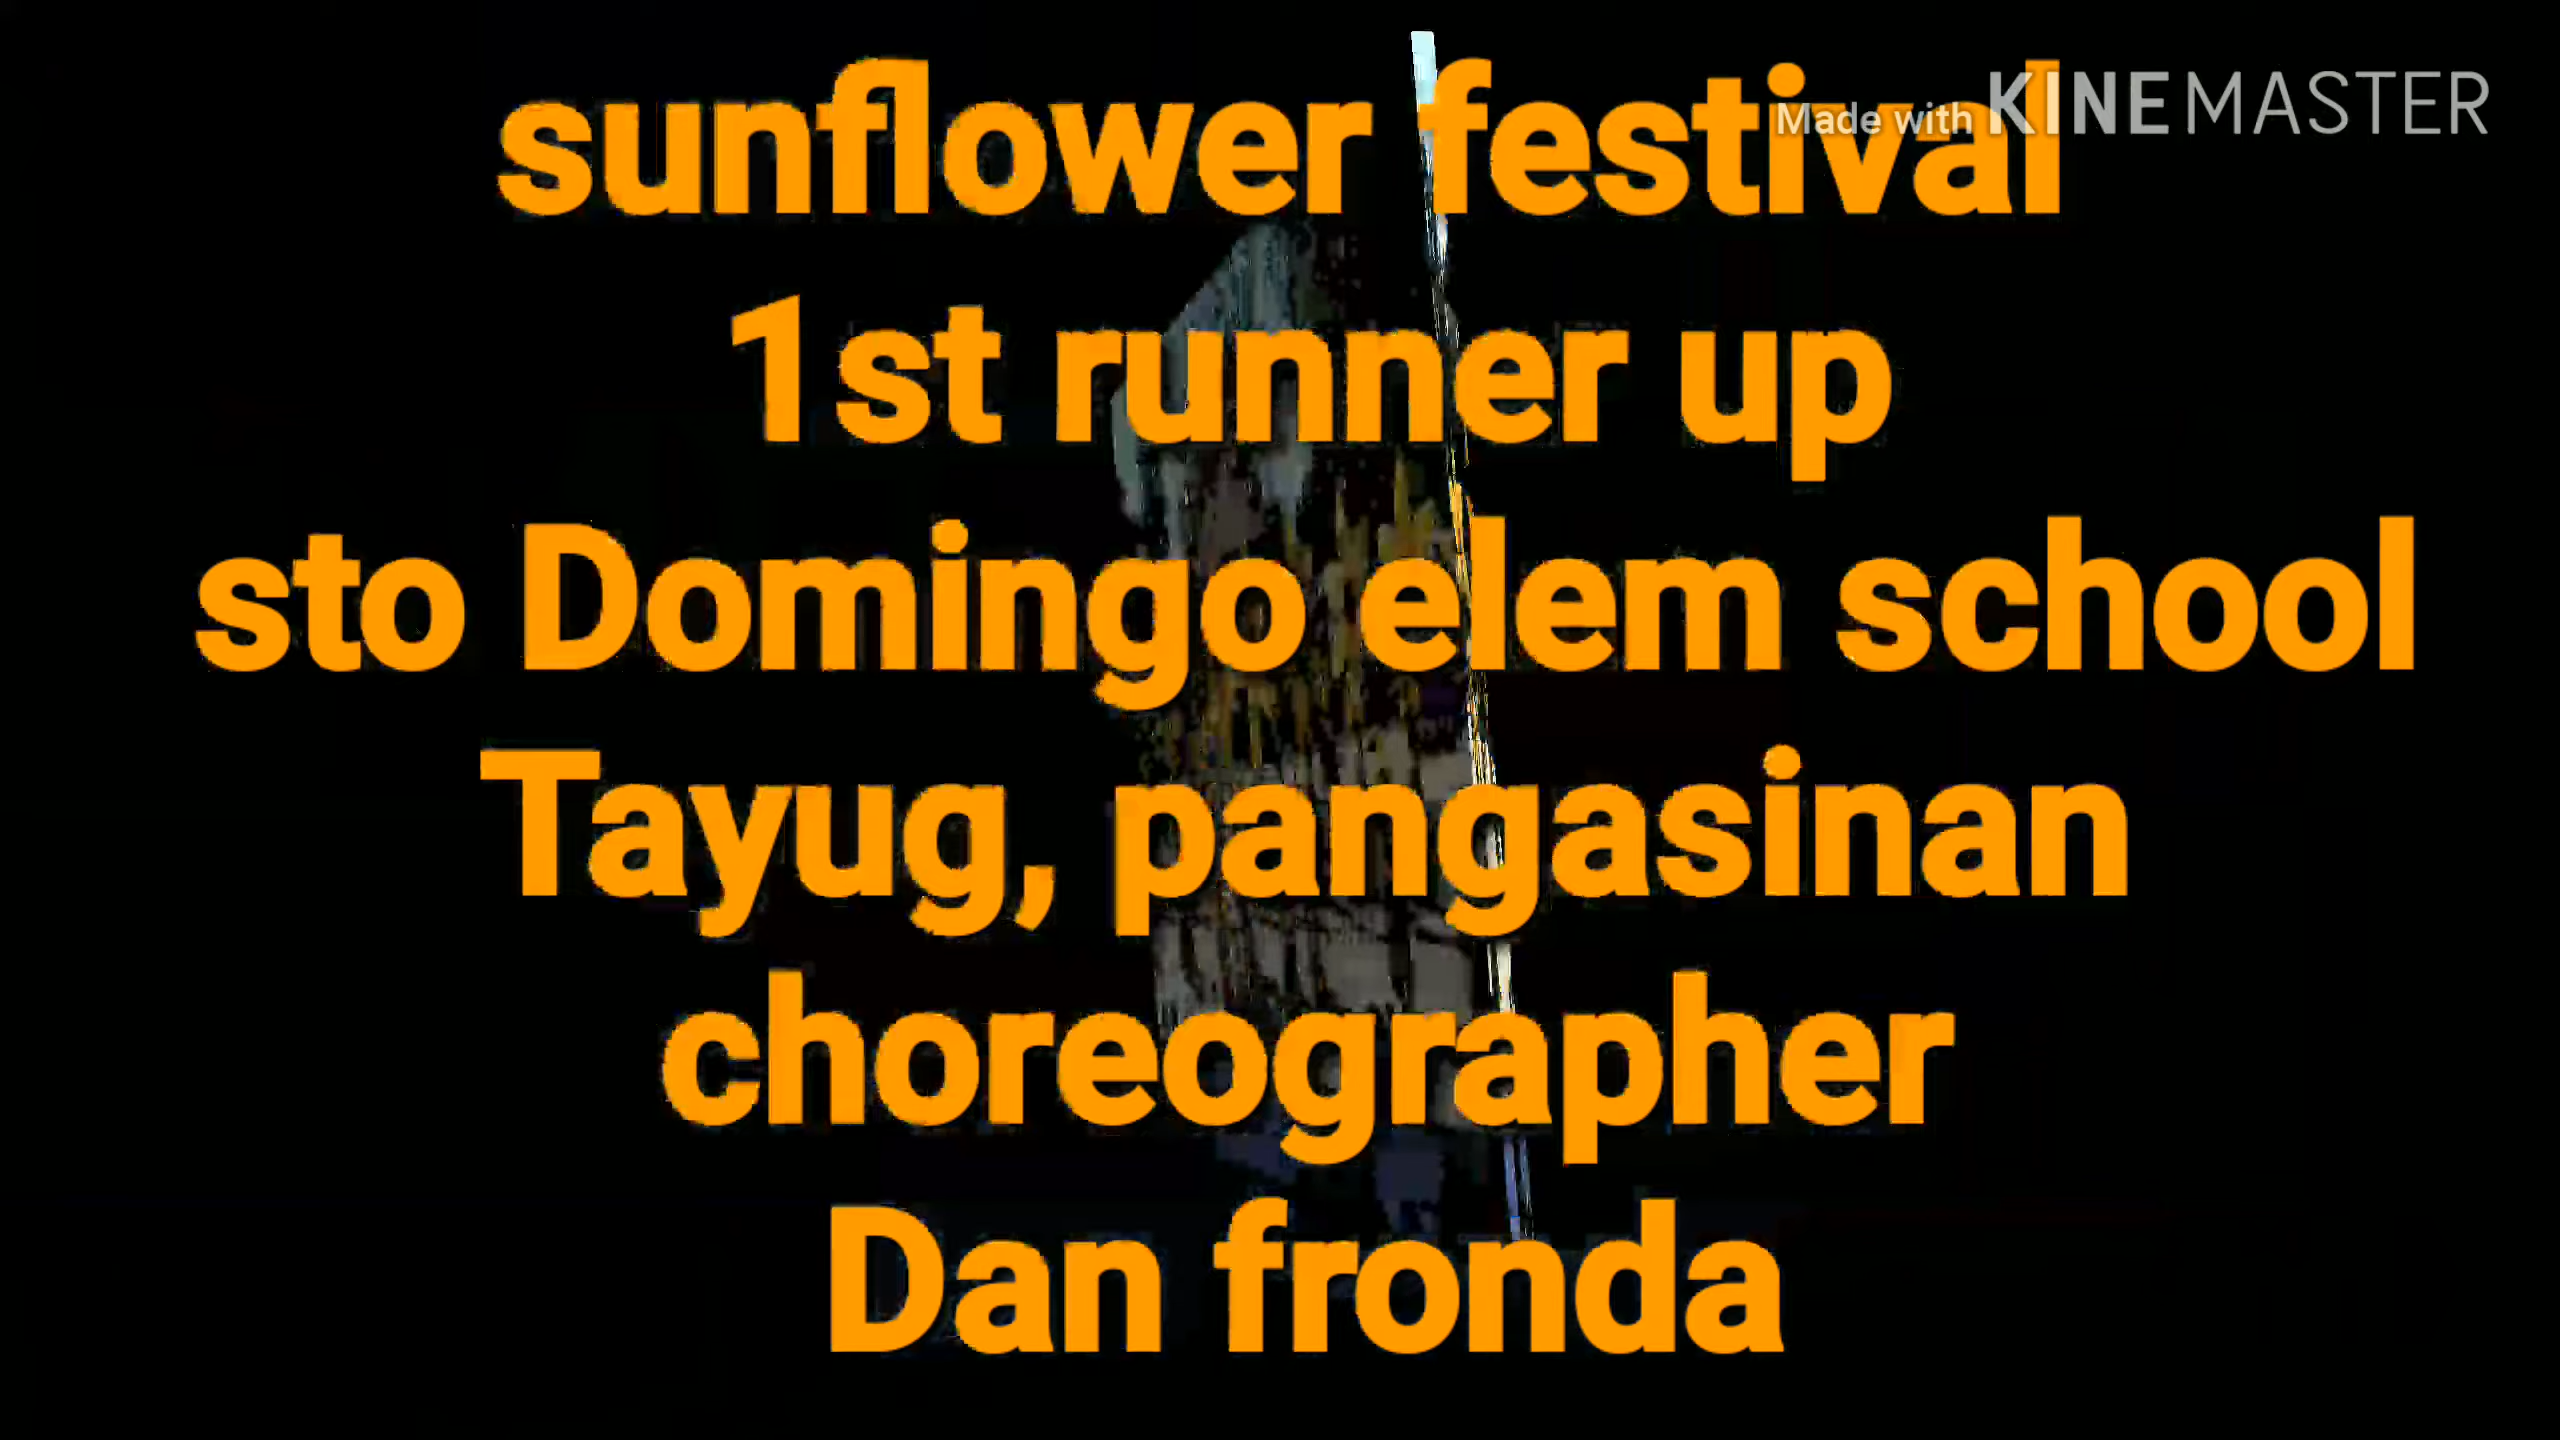 sunflower festival
Made with KINEMASTER
1st runner up
sto Domingo elem school
Tayug, pangasinan
choreographer
Dan fronda